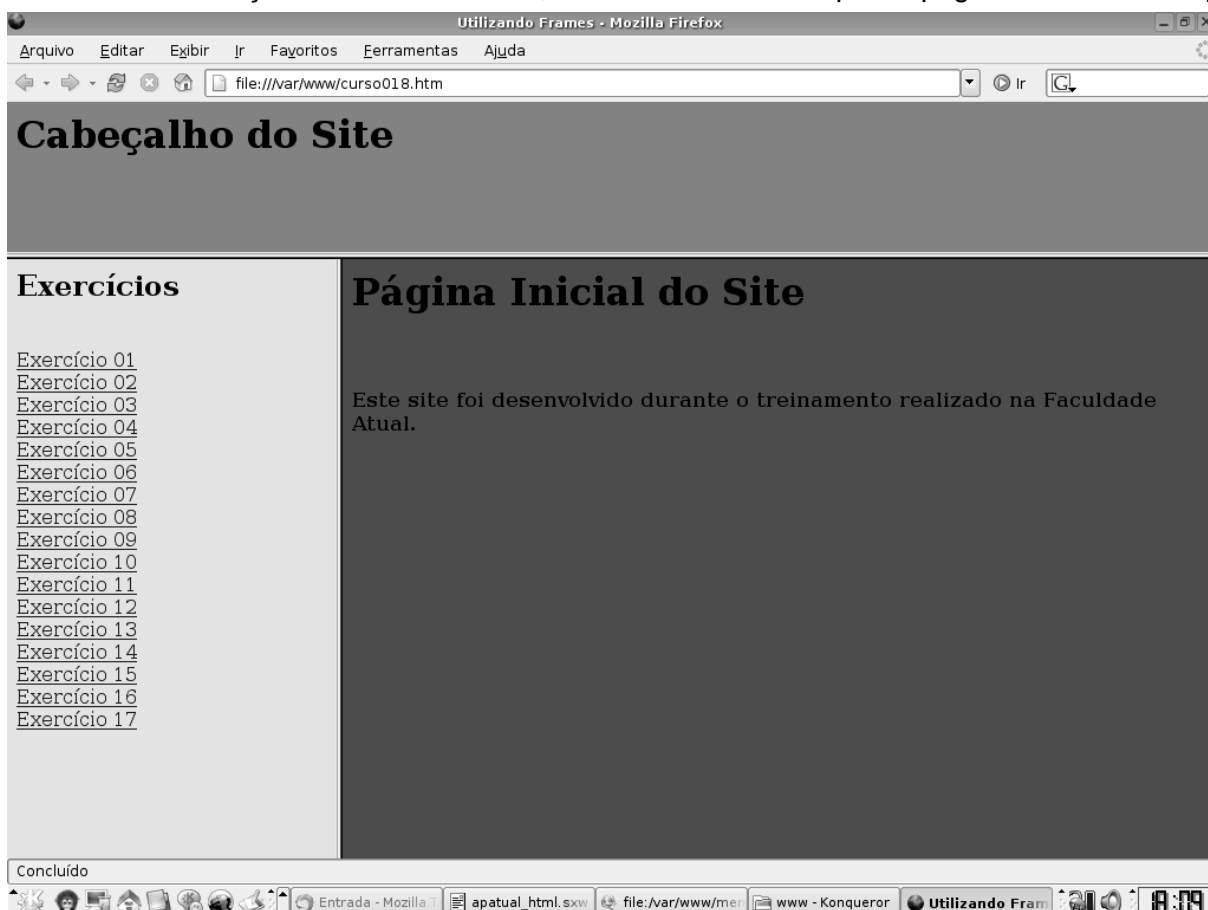 Utilizando Frames - Mozilla Firefox
Arquivo Editar Exibir Ir Favoritos Ferramentas Ajuda
file:///var/www/curso018.htm Ir G
Cabeçalho do Site
Exercícios
Exercício 01
Exercício 02
Exercício 03
Exercício 04
Exercício 05
Exercício 06
Exercício 07
Exercício 08
Exercício 09
Exercício 10
Exercício 11
Exercício 12
Exercício 13
Exercício 14
Exercício 15
Exercício 16
Exercício 17
Página Inicial do Site
Este site foi desenvolvido durante o treinamento realizado na Faculdade
Atual.
Concluído
Entrada - Mozilla T apatual_html.sxw file:/var/www/men www - Konqueror Utilizando Fram